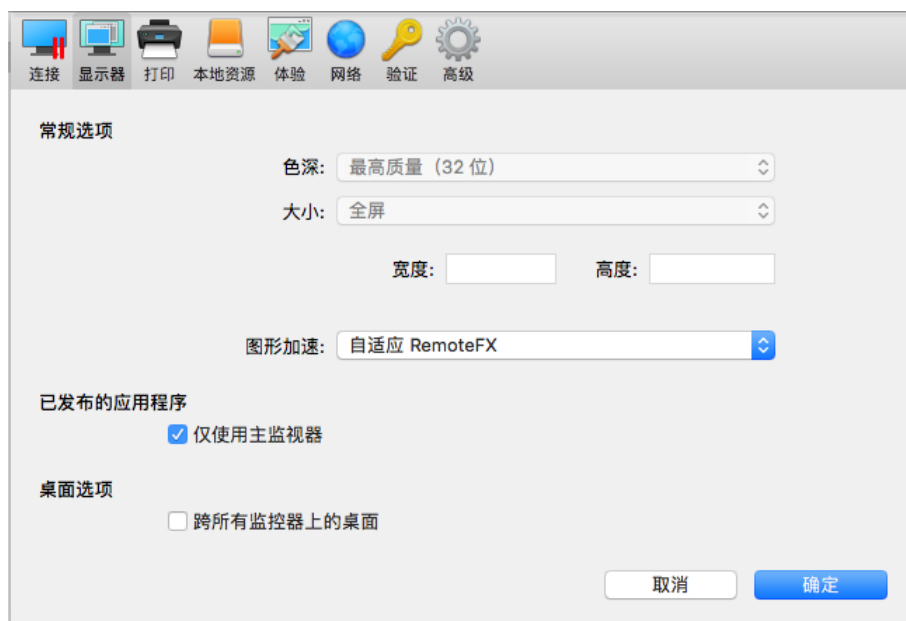 连接 显示器 打印 本地资源 体验 网络 验证 高级
常规选项
色深: 最高质量（32 位）
大小: 全屏
宽度: 高度:
图形加速: 自适应 RemoteFX
已发布的应用程序
仅使用主监视器
桌面选项
跨所有监控器上的桌面
取消 确定